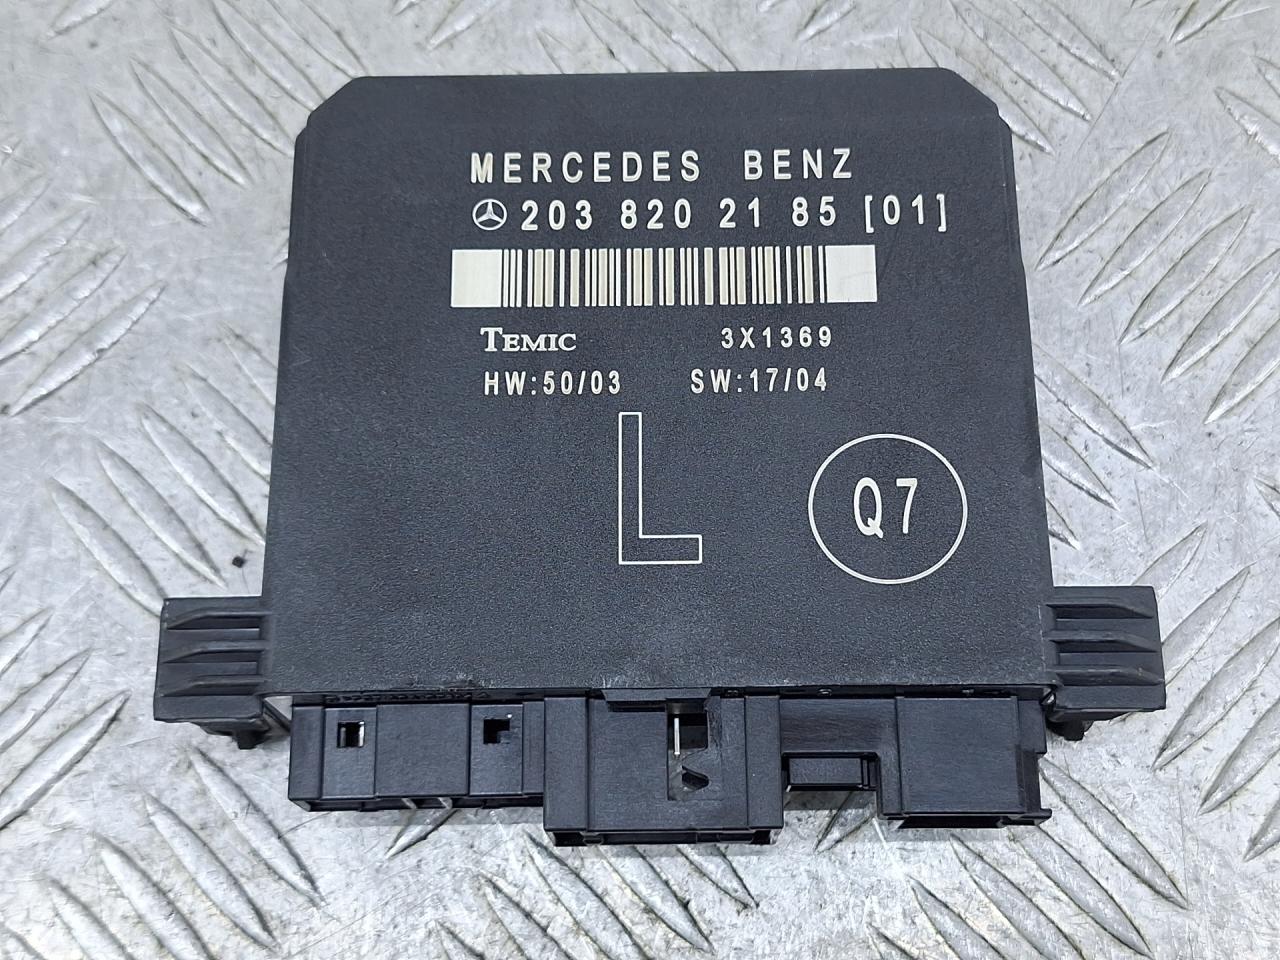 MERCEDES BENZ
203 820 21 85 [01]
TEMIC 3X1369
HW:50/03 SW:17/04
L
Q7